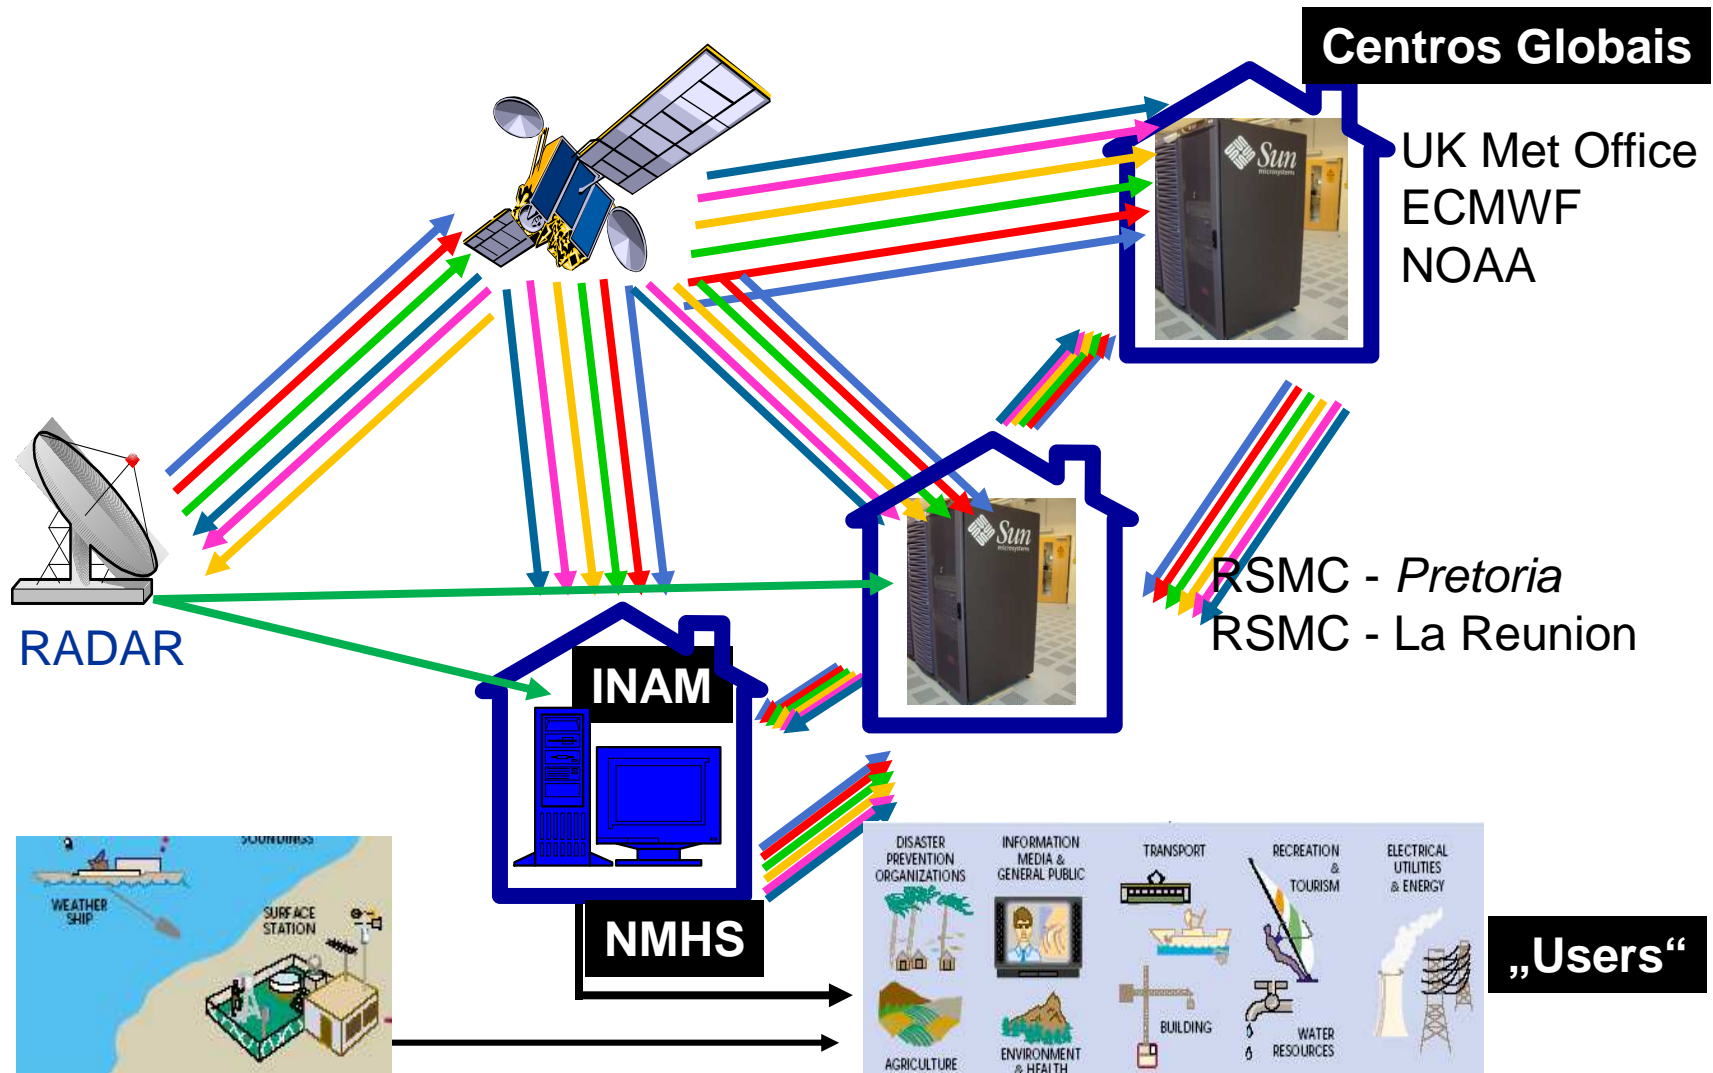 Centros Globais
UK Met Office
ECMWF
NOAA
Sun
microsystems
Sun
microsystems
RSMC - Pretoria
RSMC - La Reunion
RADAR
INAM
NMHS
„Users“
SOUNDINGS
WEATHER
SHIP
SURFACE
STATION
DISASTER
PREVENTION
ORGANIZATIONS
INFORMATION
MEDIA &
GENERAL PUBLIC
TRANSPORT
RECREATION
&
TOURISM
ELECTRICAL
UTILITIES
& ENERGY
AGRICULTURE
ENVIRONMENT
& HEALTH
BUILDING
WATER
RESOURCES